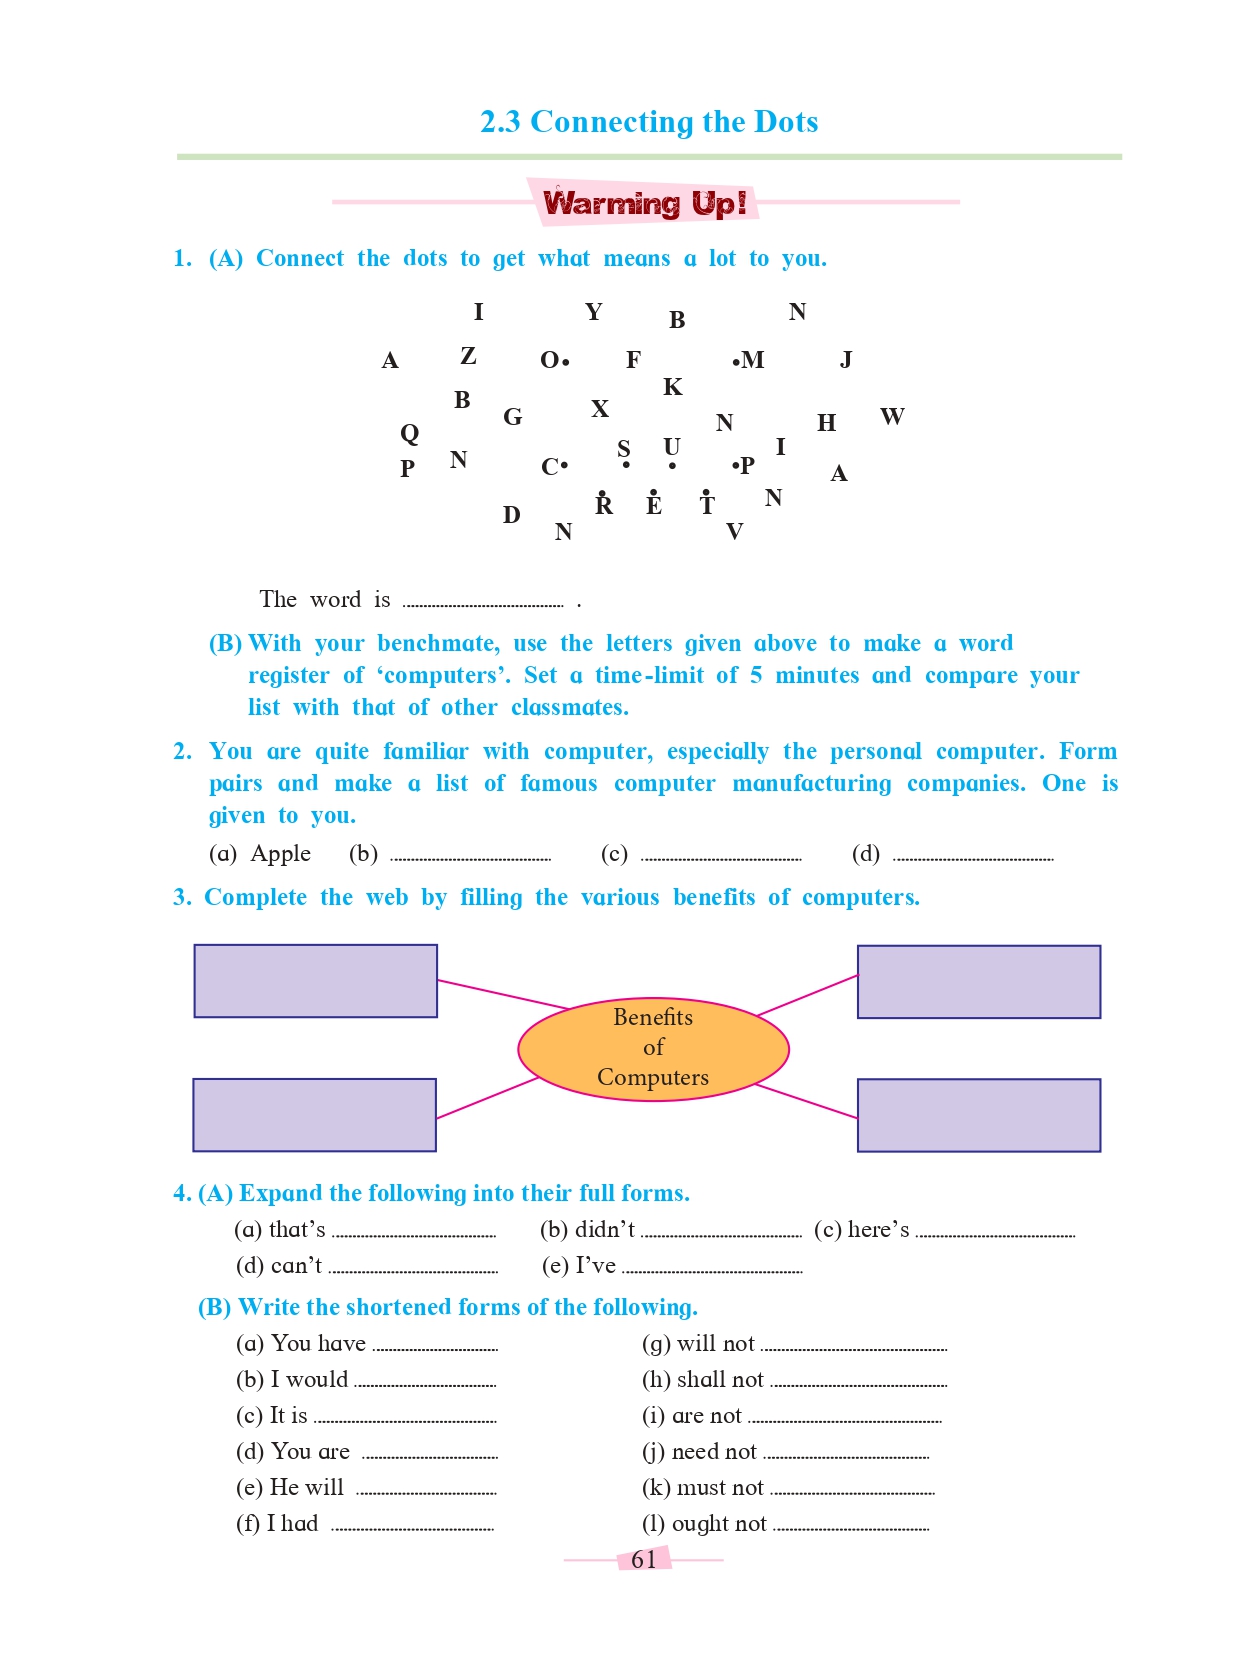 2.3 Connecting the Dots
Warming Up!
1. (A) Connect the dots to get what means a lot to you.
I Y B N
A Z O• F •M J
K
B G X N H W
Q S U I
P N C• •P A
R E T N
D N V
The word is ................................ .
(B) With your benchmate, use the letters given above to make a word
register of ‘computers’. Set a time-limit of 5 minutes and compare your
list with that of other classmates.
2. You are quite familiar with computer, especially the personal computer. Form
pairs and make a list of famous computer manufacturing companies. One is
given to you.
(a) Apple (b) ................................ (c) ................................ (d) ................................
3. Complete the web by filling the various benefits of computers.
Benefits
of
Computers
4. (A) Expand the following into their full forms.
(a) that’s ................................ (b) didn’t ................................ (c) here’s ................................
(d) can’t ................................ (e) I’ve ................................
(B) Write the shortened forms of the following.
(a) You have ................................ (g) will not ................................
(b) I would ................................ (h) shall not ................................
(c) It is ................................ (i) are not ................................
(d) You are ................................ (j) need not ................................
(e) He will ................................ (k) must not ................................
(f) I had ................................ (l) ought not ................................
61